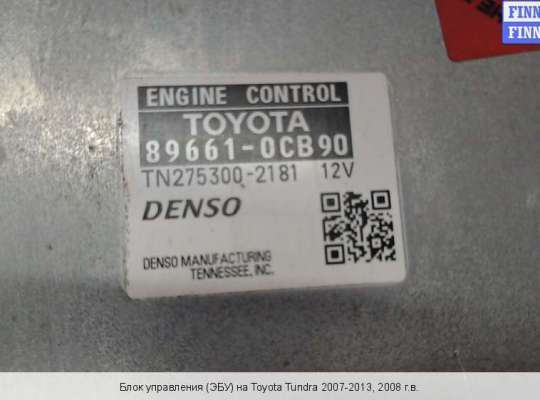 FINN
FINN
ENGINE CONTROL
TOYOTA
89661-0CB90
TN275300-2181 12V
DENSO
DENSO MANUFACTURING
TENNESSEE, INC.
Блок управления (ЭБУ) на Toyota Tundra 2007-2013, 2008 г.в.